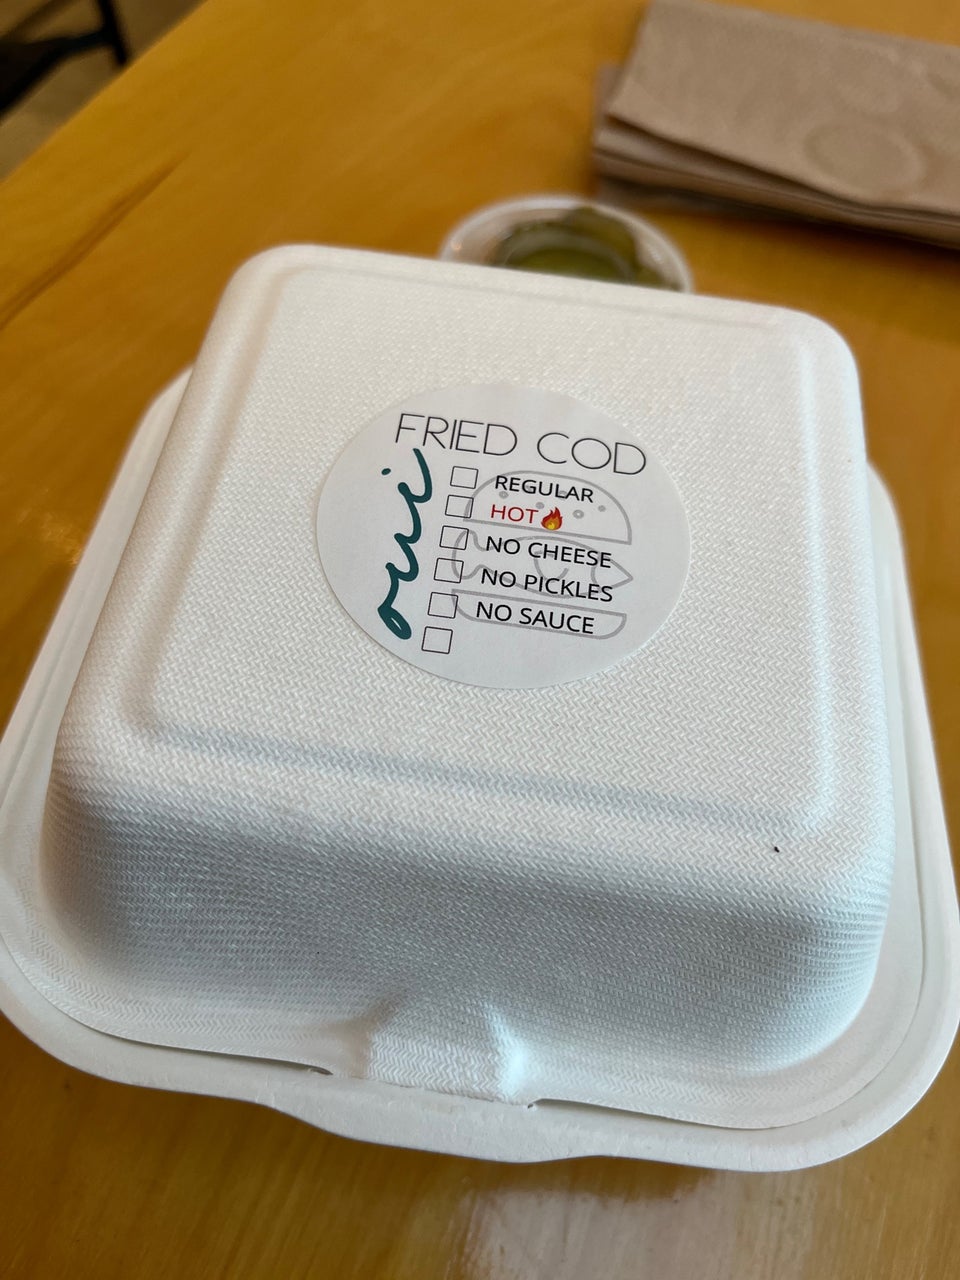 FRIED COD
oui
REGULAR
HOT🔥
NO CHEESE
NO PICKLES
NO SAUCE